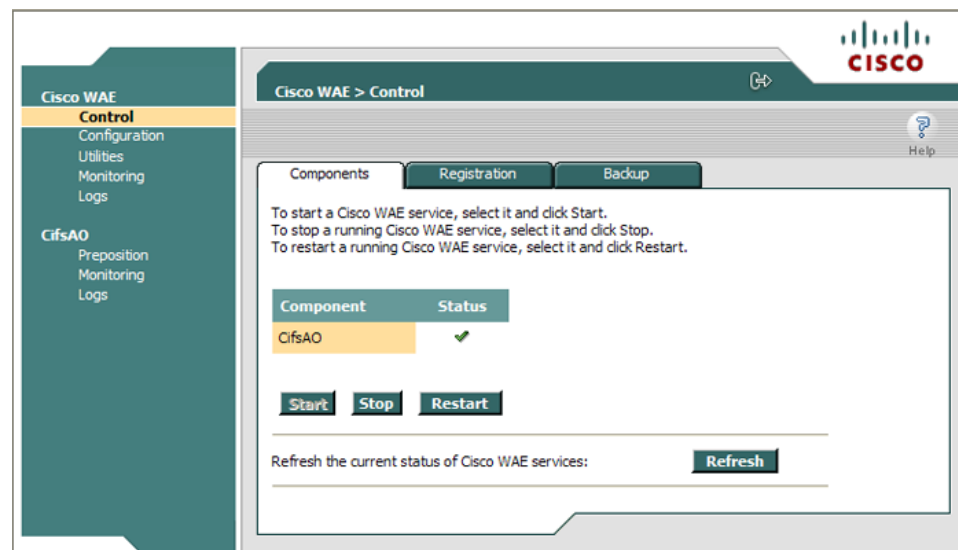 CISCO
Cisco WAE
Control
Configuration
Utilities
Monitoring
Logs
CifsAO
Preposition
Monitoring
Logs
Cisco WAE > Control
Help
Components Registration Backup
To start a Cisco WAE service, select it and click Start.
To stop a running Cisco WAE service, select it and click Stop.
To restart a running Cisco WAE service, select it and click Restart.
Component Status
CifsAO
Start Stop Restart
Refresh the current status of Cisco WAE services: Refresh